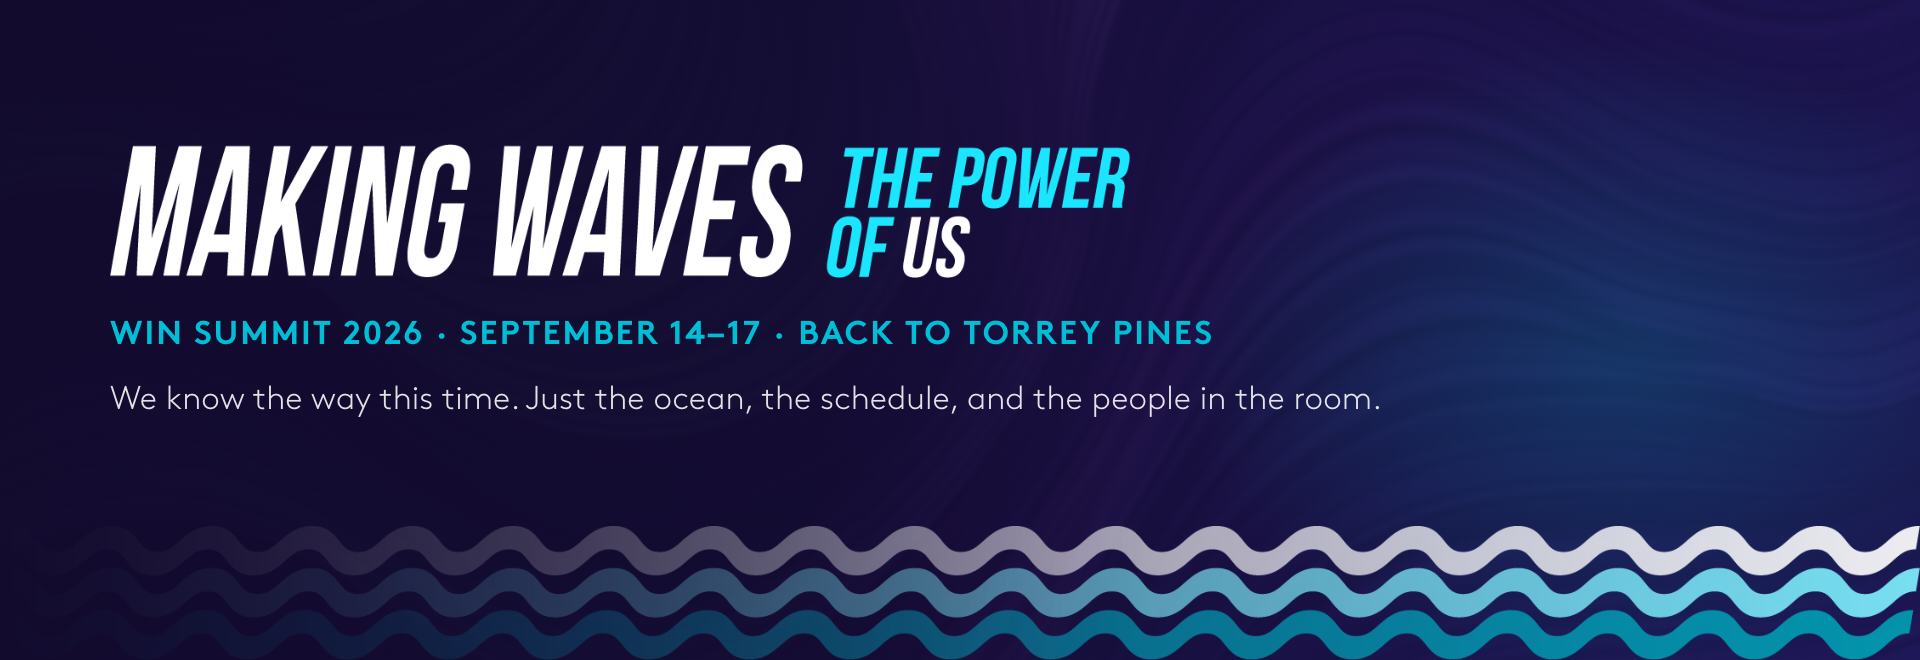 MAKING WAVES THE POWER
OF US
WIN SUMMIT 2026 · SEPTEMBER 14–17 · BACK TO TORREY PINES
We know the way this time. Just the ocean, the schedule, and the people in the room.